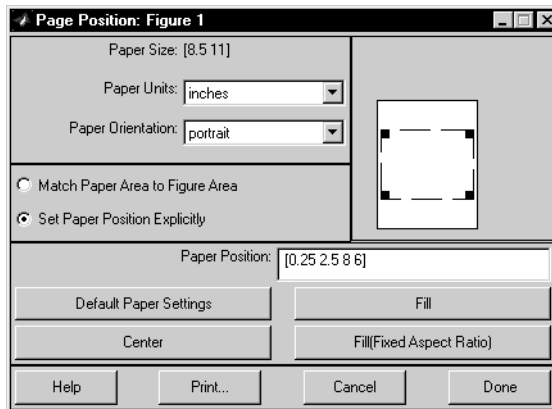 Page Position: Figure 1
Paper Size: [8.5 11]
Paper Units: inches
Paper Orientation: portrait
Match Paper Area to Figure Area
Set Paper Position Explicitly
Paper Position: [0.25 2.5 8 6]
Default Paper Settings Fill
Center Fill(Fixed Aspect Ratio)
Help Print... Cancel Done